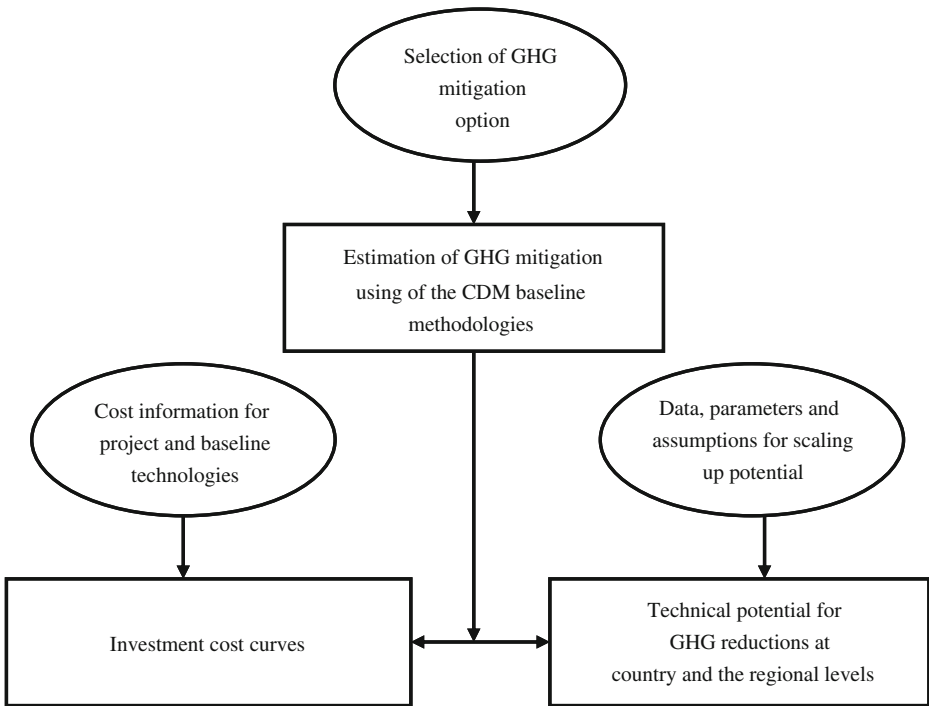 Selection of GHG
mitigation
option
Estimation of GHG mitigation
using of the CDM baseline
methodologies
Cost information for
project and baseline
technologies
Data, parameters and
assumptions for scaling
up potential
Investment cost curves
Technical potential for
GHG reductions at
country and the regional levels